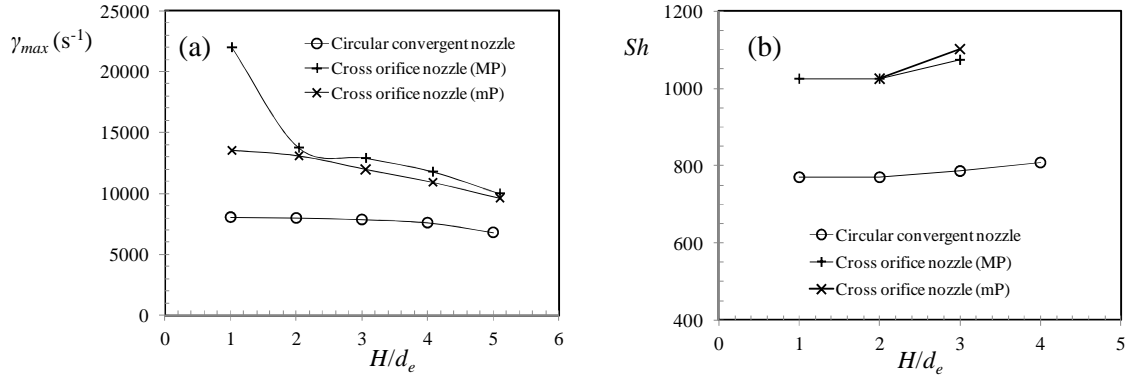 γmax (s-1)
(a)
Circular convergent nozzle
Cross orifice nozzle (MP)
Cross orifice nozzle (mP)
25000
20000
15000
10000
5000
0
0 1 2 3 4 5 6
H/de
Sh
(b)
1200
1000
800
600
400
Circular convergent nozzle
Cross orifice nozzle (MP)
Cross orifice nozzle (mP)
0 1 2 3 4 5
H/de